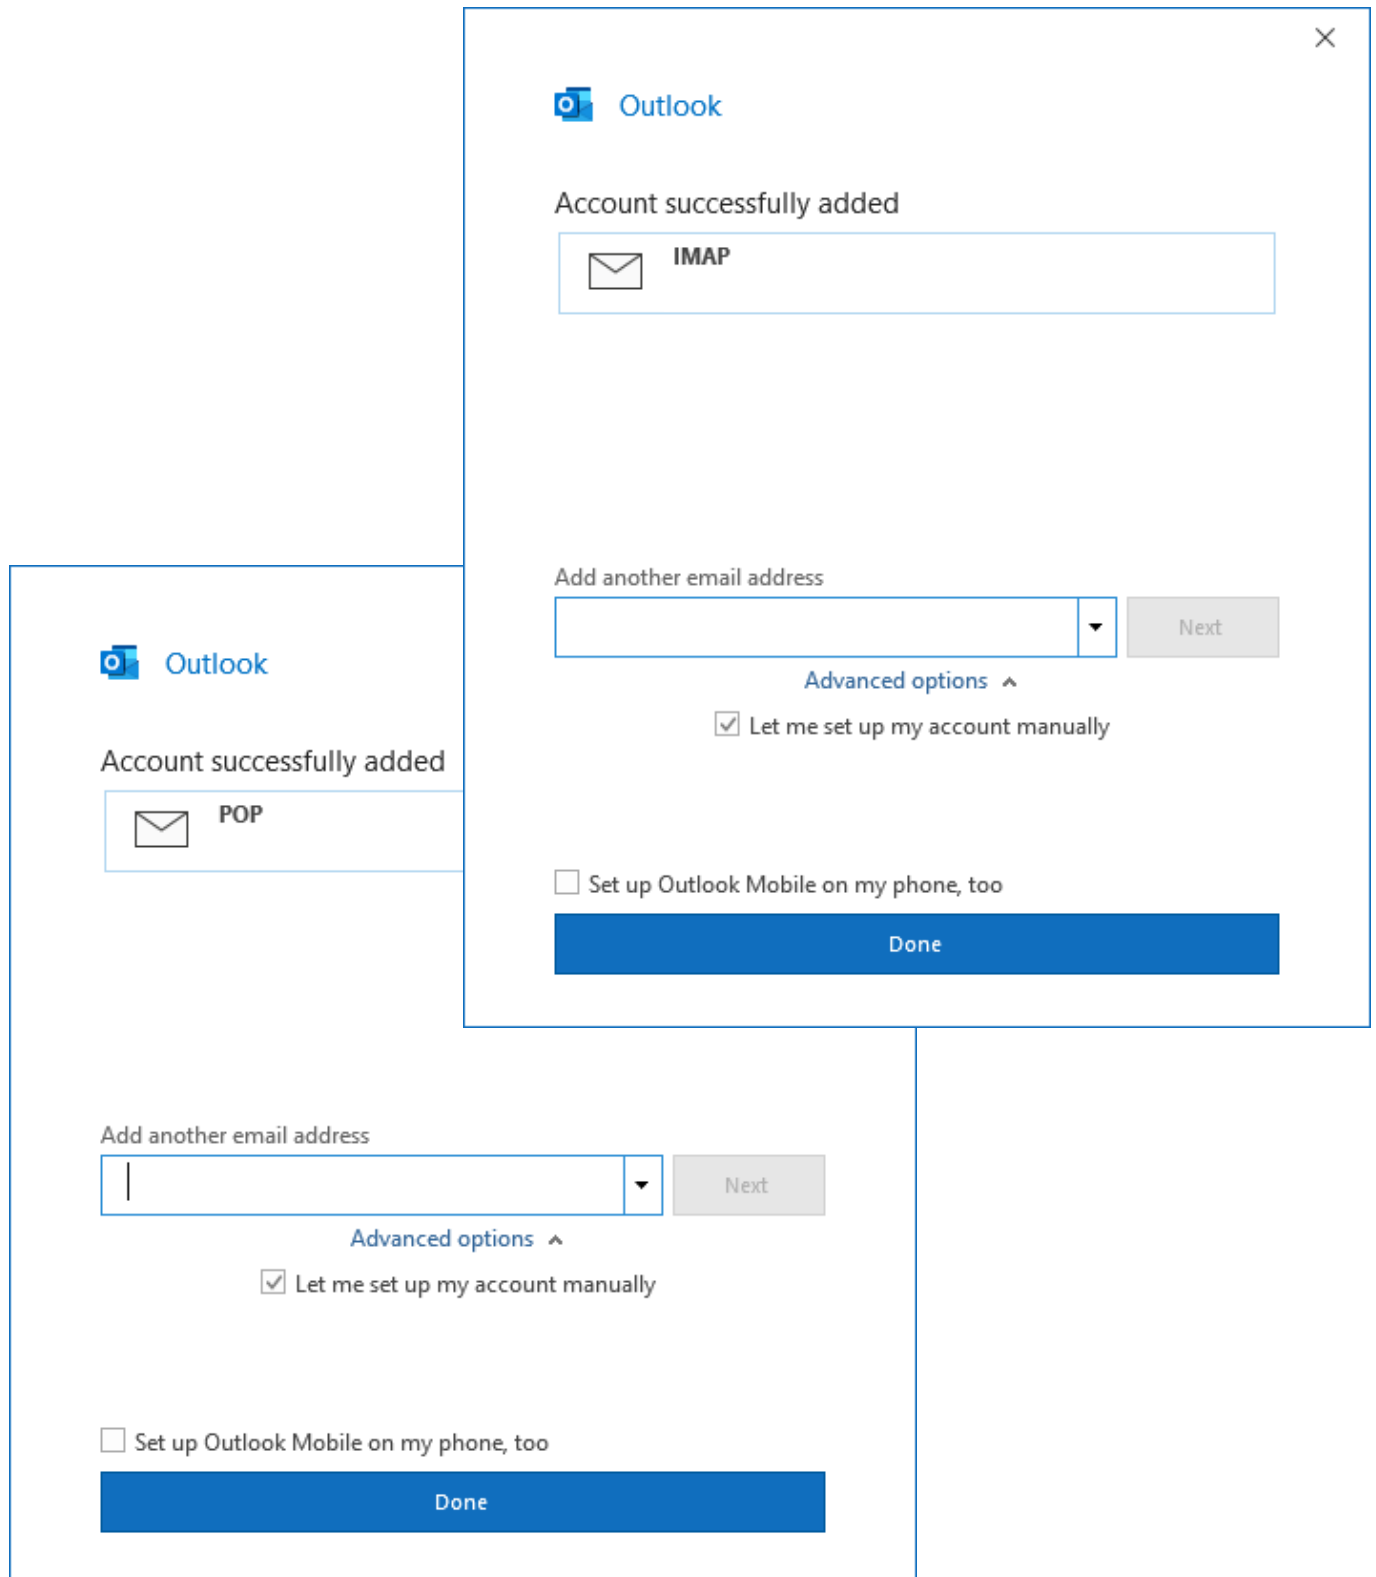 Outlook
Account successfully added
IMAP
Add another email address
Next
Advanced options
Let me set up my account manually
Set up Outlook Mobile on my phone, too
Done
Outlook
Account successfully added
POP
Add another email address
Next
Advanced options
Let me set up my account manually
Set up Outlook Mobile on my phone, too
Done